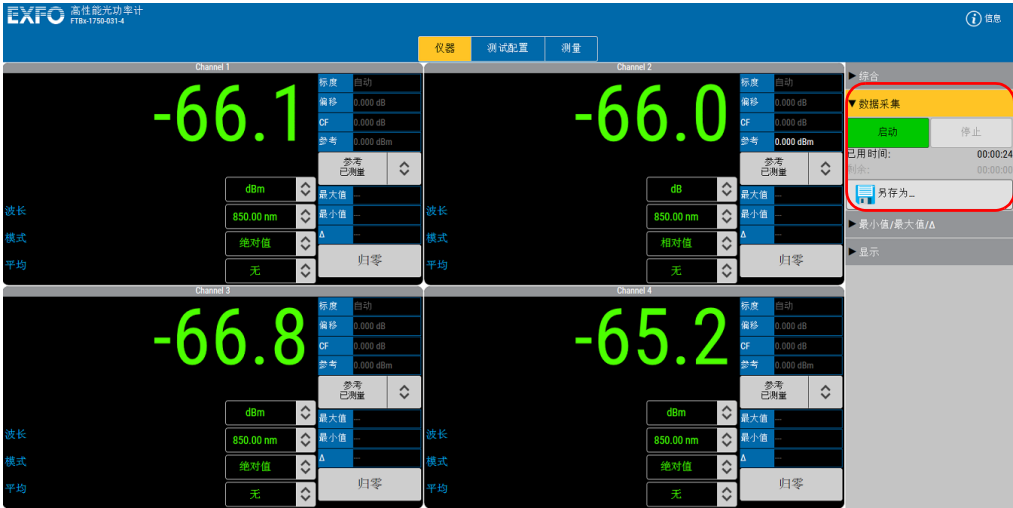 EXFO 高性能光功率计
FTBx-1750-031-4
信息
仪器 测试配置 测量
Channel 1
-66.1
标度 自动
偏移 0.000 dB
CF 0.000 dB
参考 0.000 dBm
参考
已测量
dBm
最大值 --
波长 850.00 nm 最小值 --
模式 绝对值 Δ --
平均 无 归零
Channel 2
-66.0
标度 自动
偏移 0.000 dB
CF 0.000 dB
参考 0.000 dBm
参考
已测量
dB
最大值 --
波长 850.00 nm 最小值 --
模式 相对值 Δ --
平均 无 归零
Channel 3
-66.8
标度 自动
偏移 0.000 dB
CF 0.000 dB
参考 0.000 dBm
参考
已测量
dBm
最大值 --
波长 850.00 nm 最小值 --
模式 绝对值 Δ --
平均 无 归零
Channel 4
-65.2
标度 自动
偏移 0.000 dB
CF 0.000 dB
参考 0.000 dBm
参考
已测量
dBm
最大值 --
波长 850.00 nm 最小值 --
模式 绝对值 Δ --
平均 无 归零
综合
数据采集
启动 停止
已用时间: 00:00:24
剩余: 00:00:00
另存为...
最小值/最大值/Δ
显示